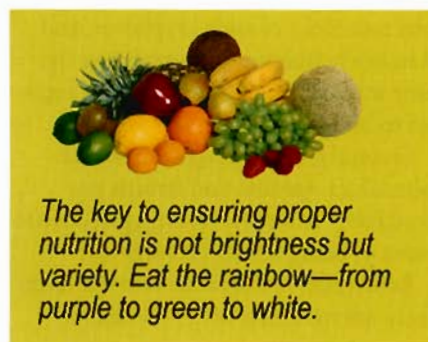 The key to ensuring proper
nutrition is not brightness but
variety. Eat the rainbow—from
purple to green to white.